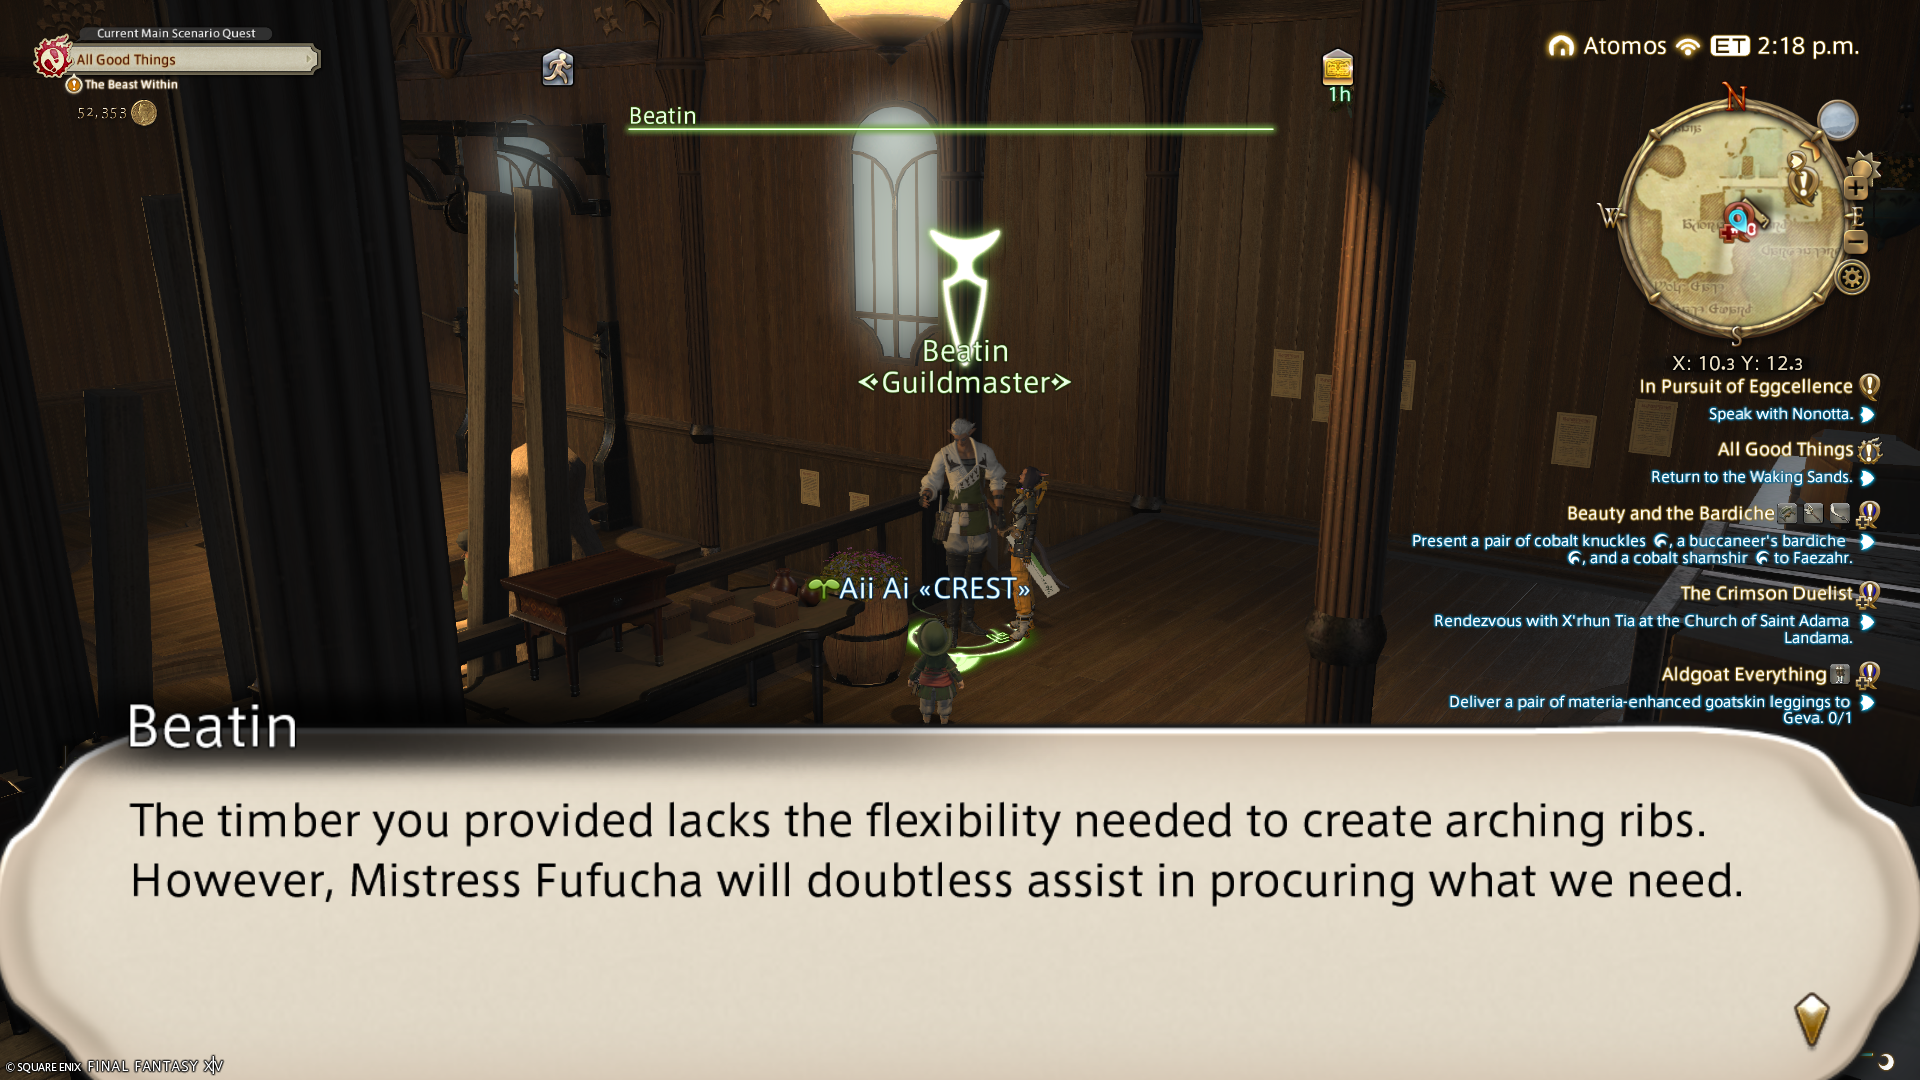 Current Main Scenario Quest
All Good Things
The Beast Within
52,353
Beatin
1h
Atomos ET 2:18 p.m.
N
W
E
S
X: 10.3 Y: 12.3
In Pursuit of Eggcellence
Speak with Nonotta.
All Good Things
Return to the Waking Sands.
Beauty and the Bardiche
Present a pair of cobalt knuckles , a buccaneer's bardiche
, and a cobalt shamshir to Faezahr.
The Crimson Duelist
Rendezvous with X'rhun Tia at the Church of Saint Adama
Landama.
Aldgoat Everything
Deliver a pair of materia-enhanced goatskin leggings to
Geva. 0/1
Beatin
«Guildmaster»
Aii Ai «CREST»
Beatin
The timber you provided lacks the flexibility needed to create arching ribs.
However, Mistress Fufucha will doubtless assist in procuring what we need.
© SQUARE ENIX FINAL FANTASY XIV